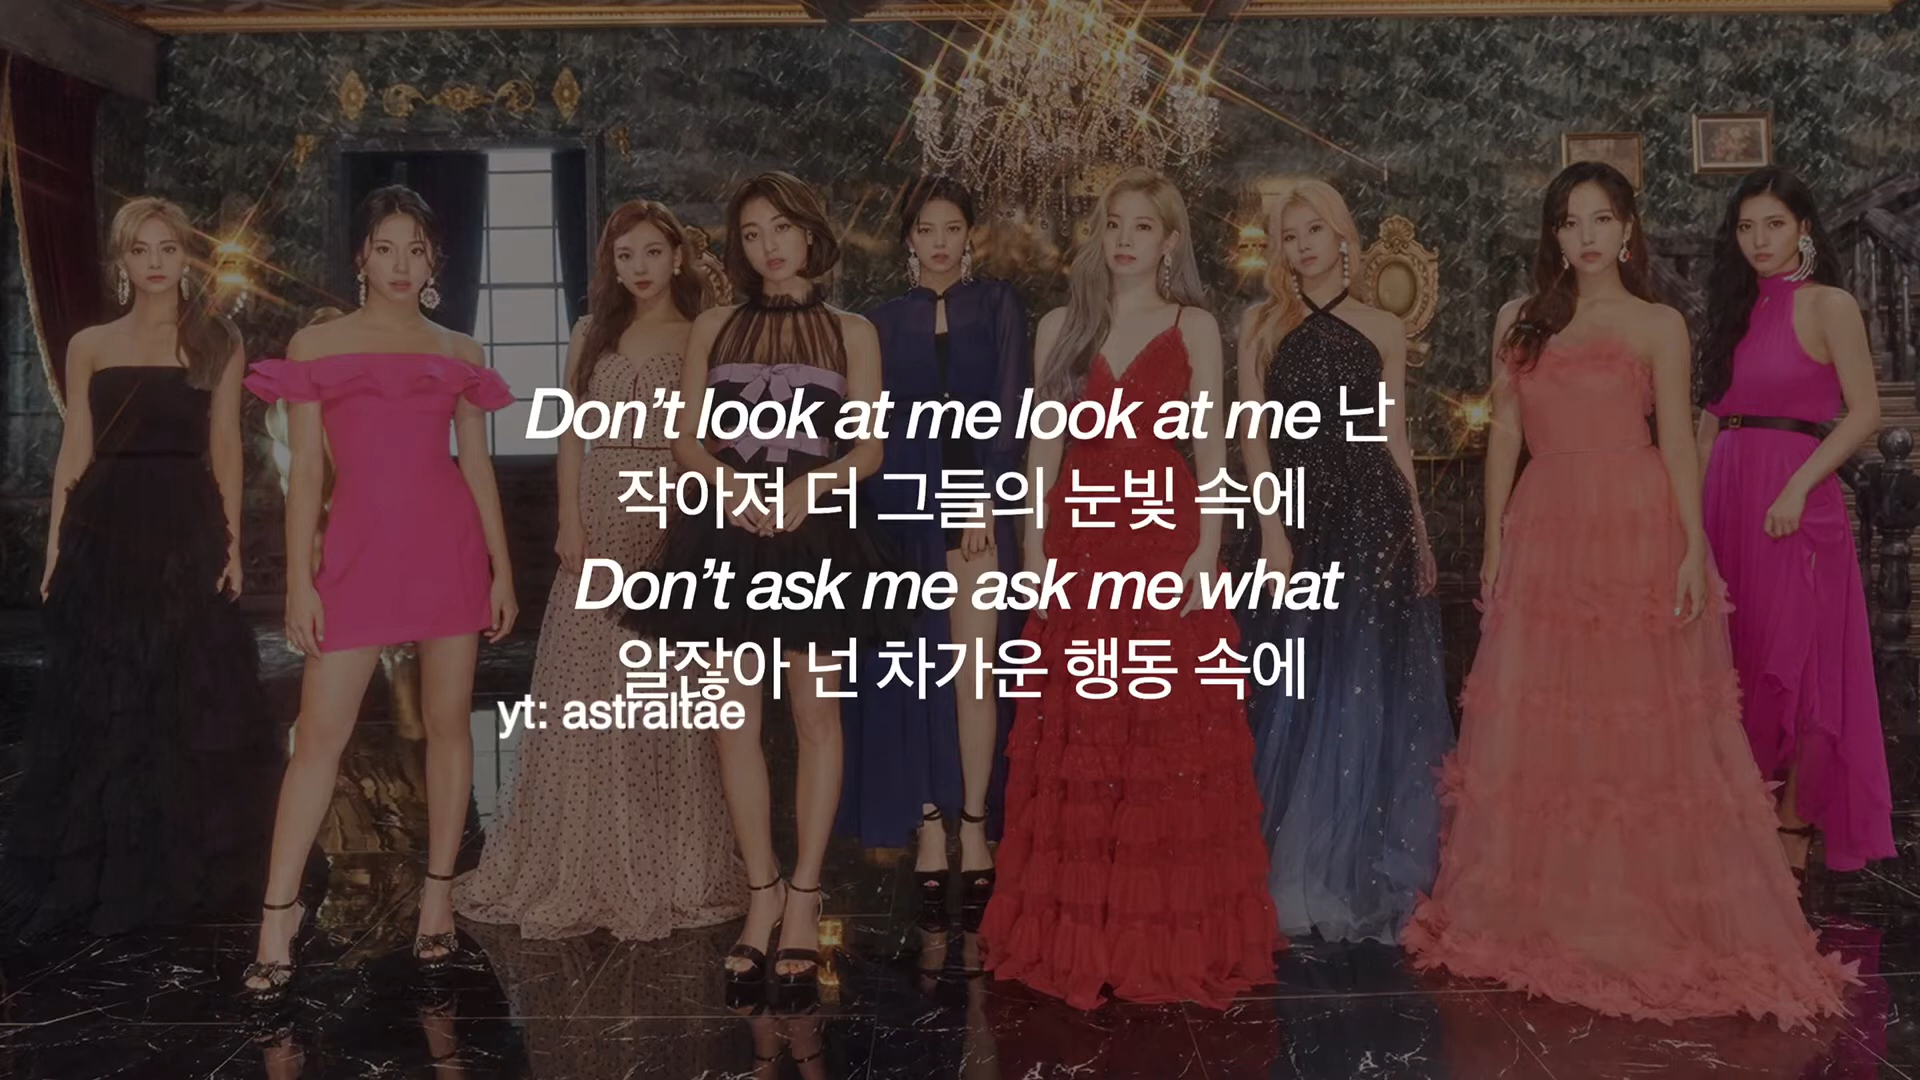 Don't look at me look at me 난
작아져 더 그들의 눈빛 속에
Don't ask me ask me what
알잖아 넌 차가운 행동 속에
yt: astraltae